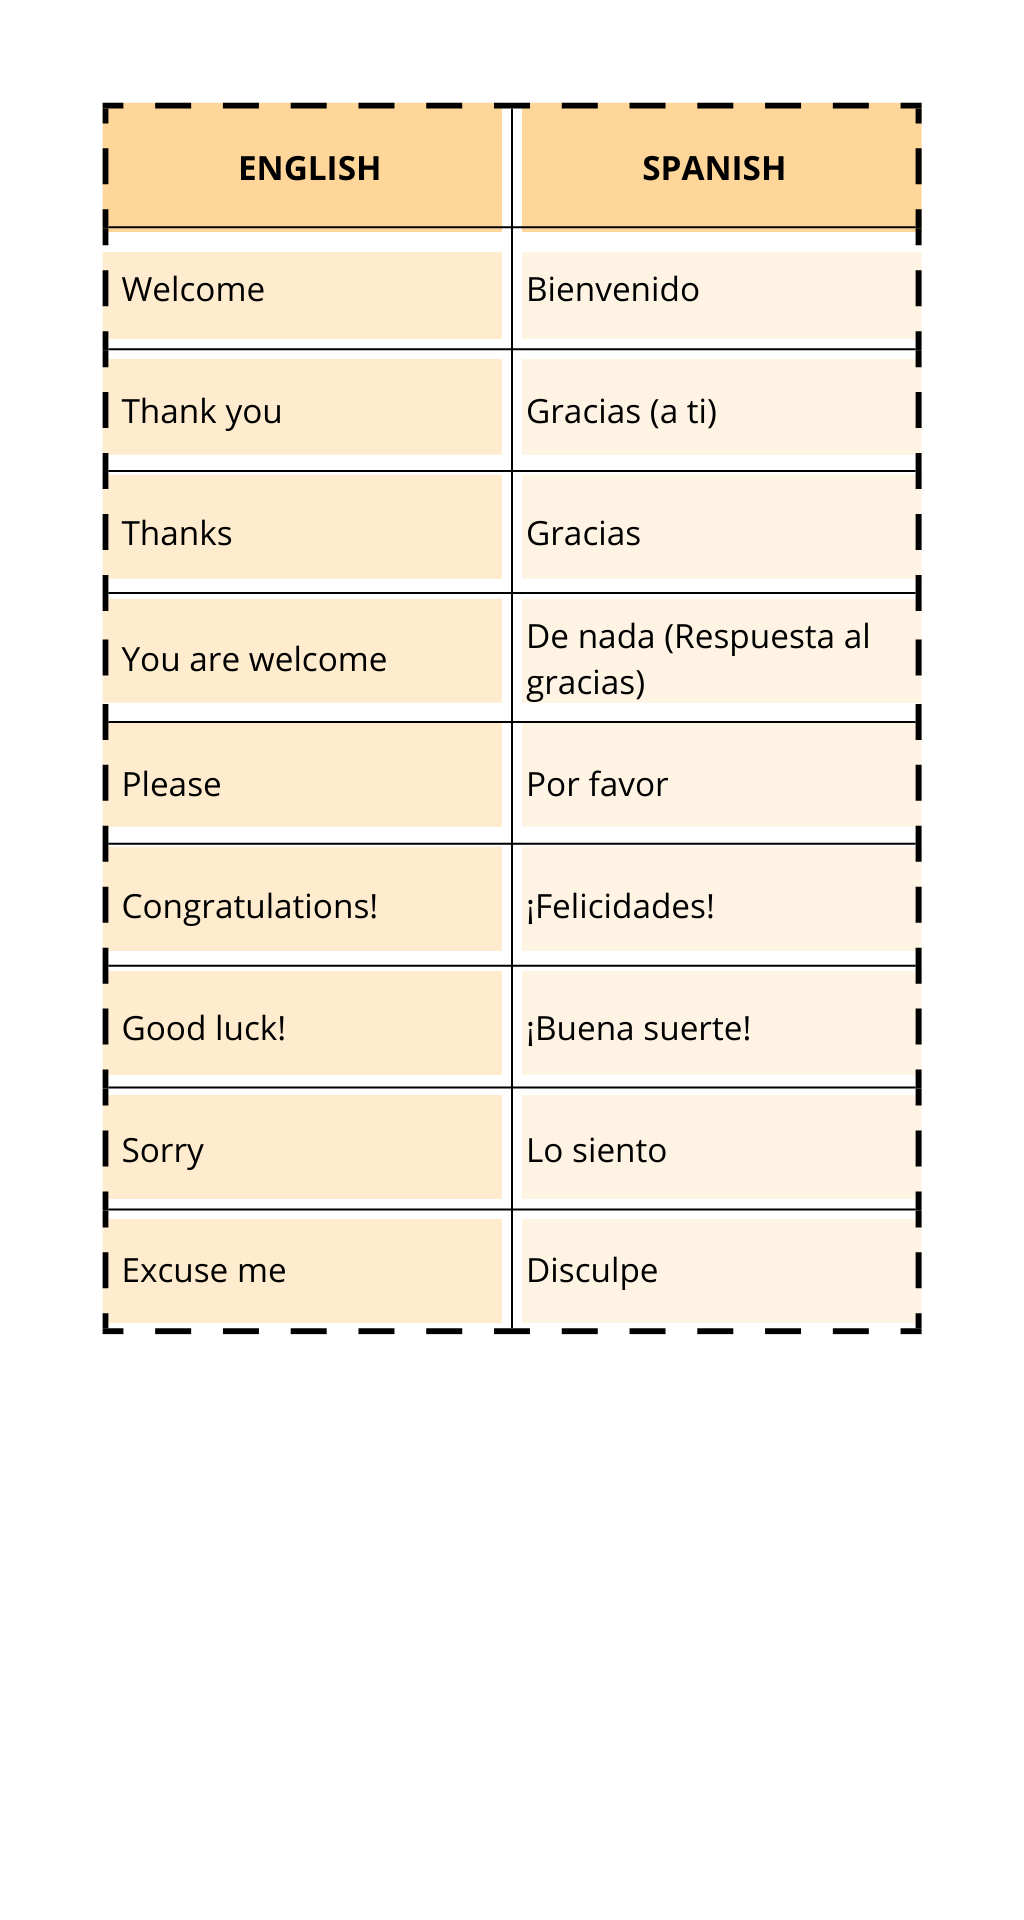 ENGLISH SPANISH
Welcome Bienvenido
Thank you Gracias (a ti)
Thanks Gracias
You are welcome De nada (Respuesta al
gracias)
Please Por favor
Congratulations! ¡Felicidades!
Good luck! ¡Buena suerte!
Sorry Lo siento
Excuse me Disculpe